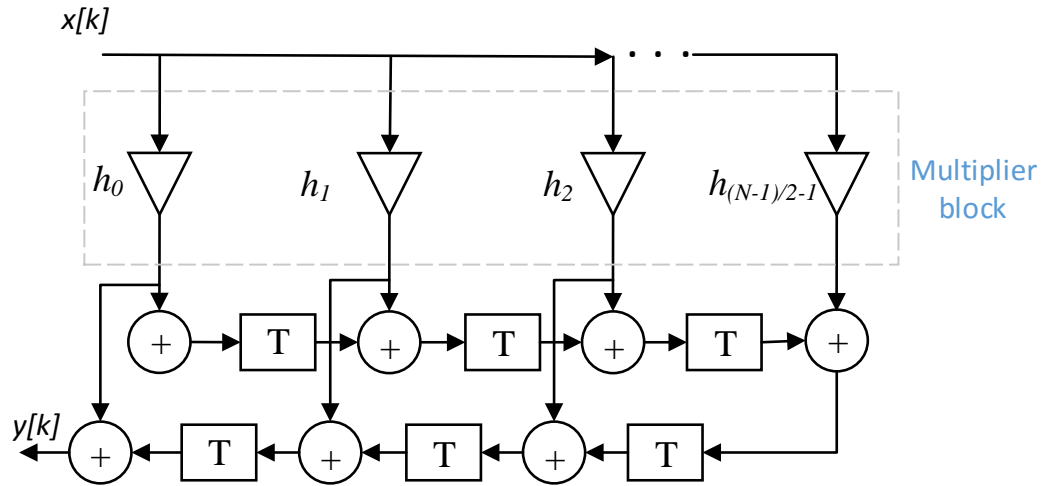 x[k]
. . .
h0
h1
h2
h(N-1)/2-1
Multiplier
block
+
T
+
T
+
T
+
y[k]
+
T
+
T
+
T